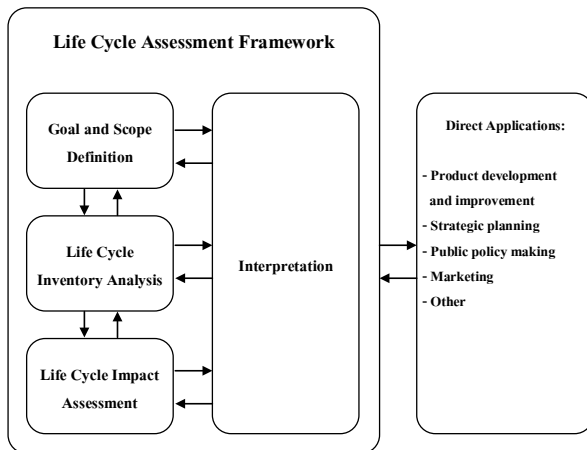 Life Cycle Assessment Framework
Goal and Scope
Definition
Life Cycle
Inventory Analysis
Life Cycle Impact
Assessment
Interpretation
Direct Applications:
- Product development
and improvement
- Strategic planning
- Public policy making
- Marketing
- Other